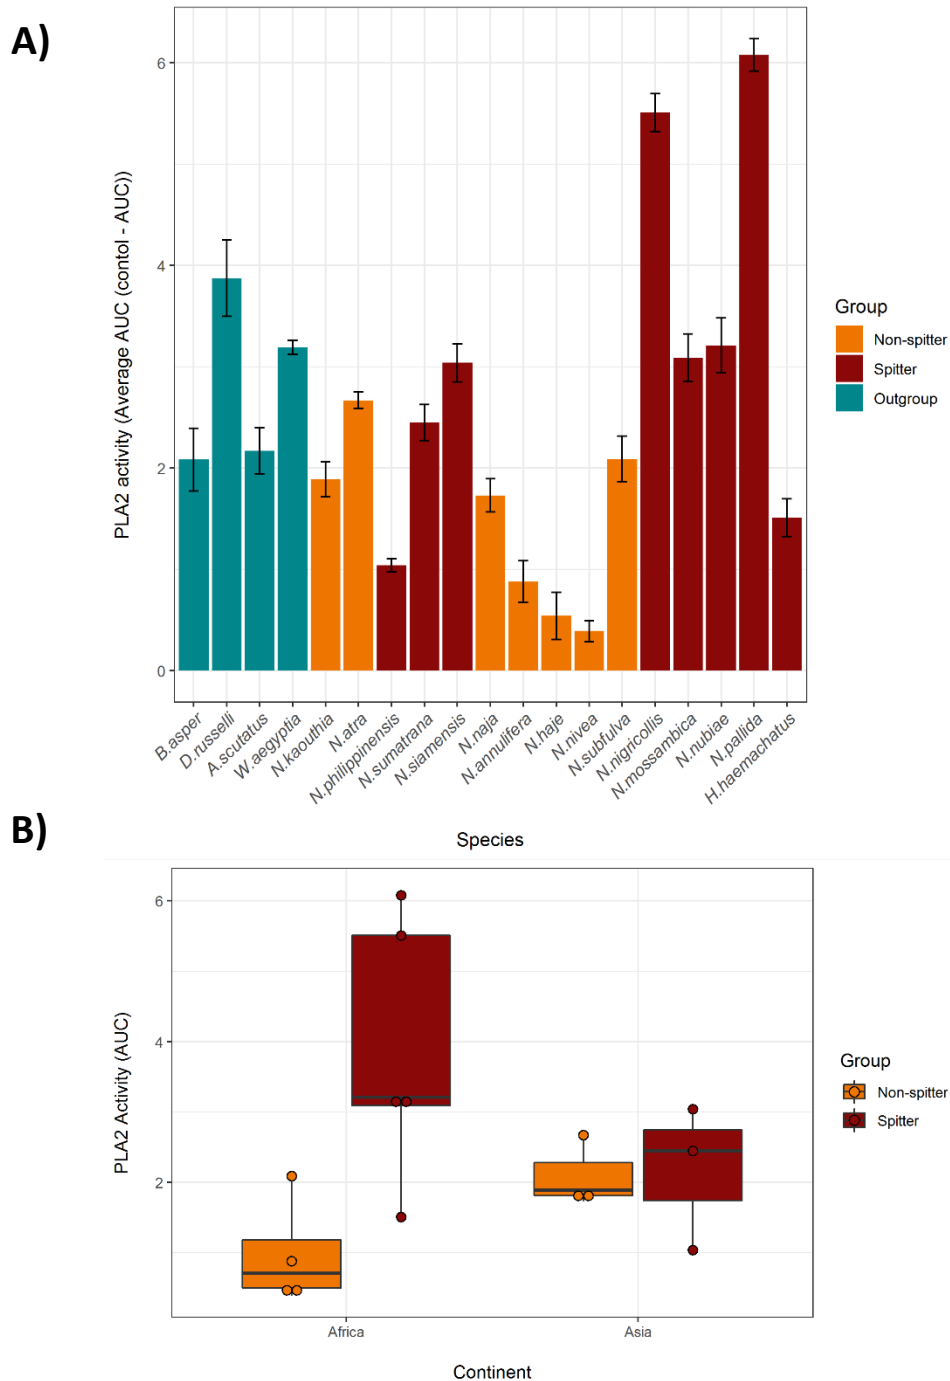 A)
6
4
2
0
PLA2 activity (Average AUC (contol - AUC))
B.asper
D.russelli
A.scutatus
W.aegyptia
N.kaouthia
N.atra
N.philippinensis
N.sumatrana
N.siamensis
N.naja
N.annulifera
N.haje
N.nivea
N.subfulva
N.nigricollis
N.mossambica
N.nubiae
N.pallida
H.haemachatus
Species
Group
Non-spitter
Spitter
Outgroup
B)
6
4
2
PLA2 Activity (AUC)
Africa
Asia
Continent
Group
Non-spitter
Spitter